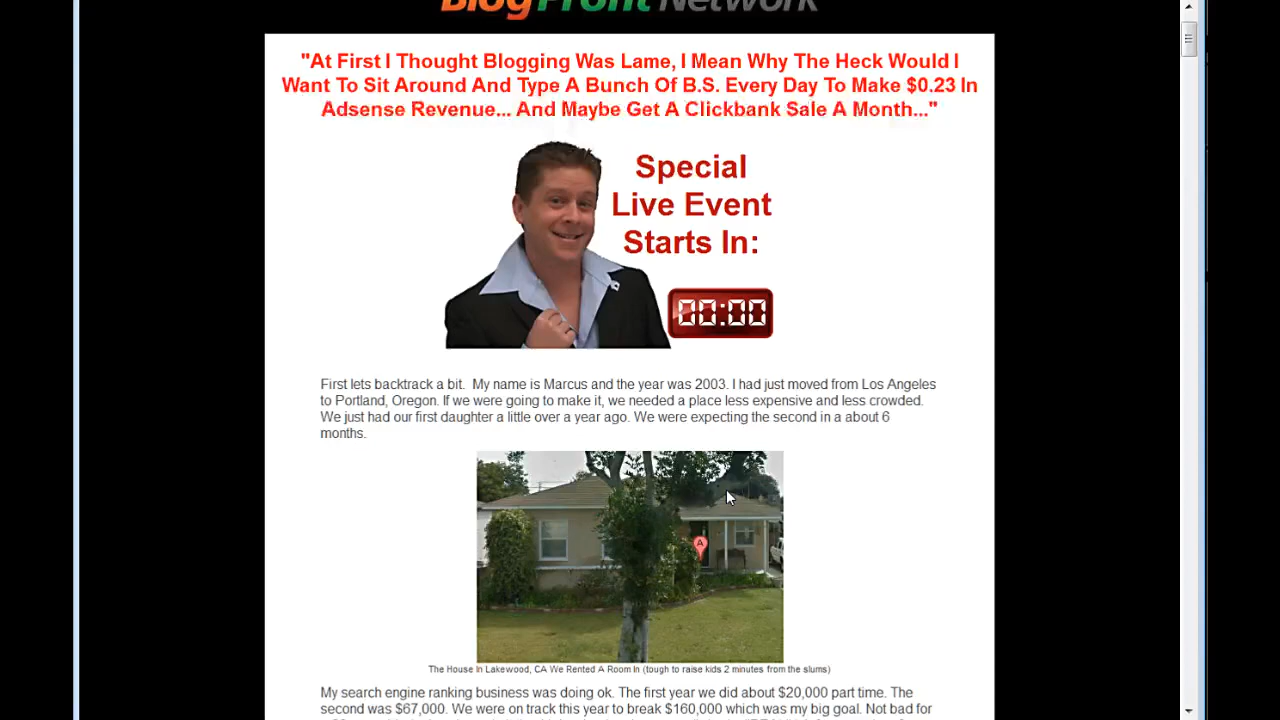 BlogProfit Network
"At First I Thought Blogging Was Lame, I Mean Why The Heck Would I
Want To Sit Around And Type A Bunch Of B.S. Every Day To Make $0.23 In
Adsense Revenue... And Maybe Get A Clickbank Sale A Month..."
Special
Live Event
Starts In:
00:00
First lets backtrack a bit. My name is Marcus and the year was 2003. I had just moved from Los Angeles
to Portland, Oregon. If we were going to make it, we needed a place less expensive and less crowded.
We just had our first daughter a little over a year ago. We were expecting the second in a about 6
months.
A
The House In Lakewood, CA We Rented A Room In (tough to raise kids 2 minutes from the slums)
My search engine ranking business was doing ok. The first year we did about $20,000 part time. The
second was $67,000. We were on track this year to break $160,000 which was my big goal. Not bad for